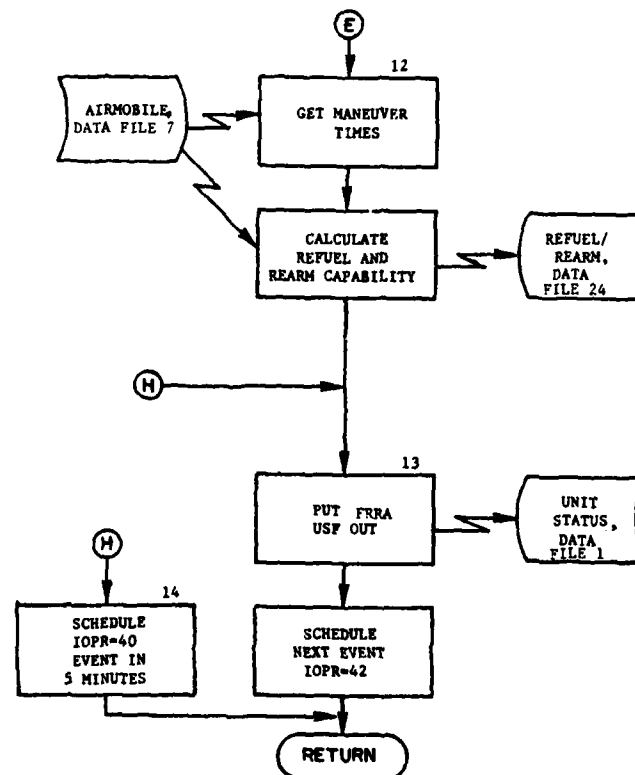 E
12
AIRMOBILE,
DATA FILE 7
GET MANEUVER
TIMES
CALCULATE
REFUEL AND
REARM CAPABILITY
REFUEL/
REARM,
DATA
FILE 24
H
13
PUT FRRA
USF OUT
UNIT
STATUS,
DATA
FILE 1
H
14
SCHEDULE
IOPR=40
EVENT IN
5 MINUTES
SCHEDULE
NEXT EVENT
IOPR=42
RETURN